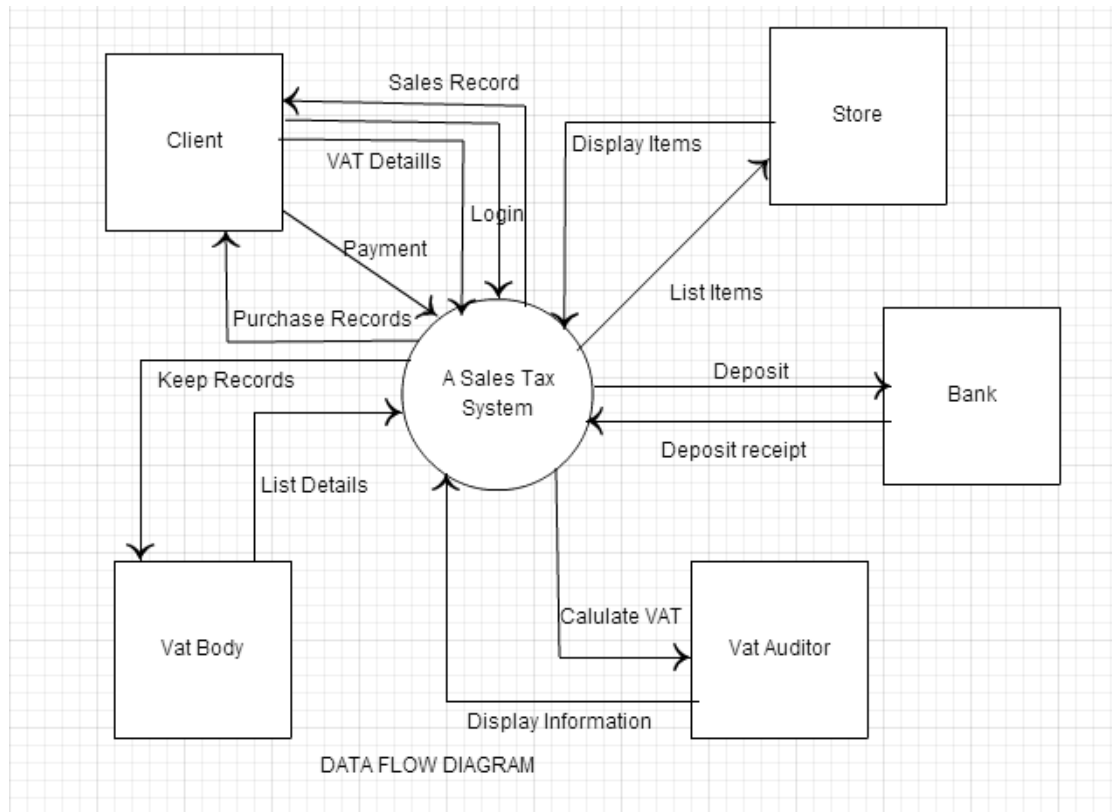 Sales Record
Client
Store
Display Items
VAT Detaills
Login
Payment
List Items
Purchase Records
Keep Records
A Sales Tax
System
Deposit
Bank
Deposit receipt
List Details
Calulate VAT
Vat Body
Vat Auditor
Display Information
DATA FLOW DIAGRAM